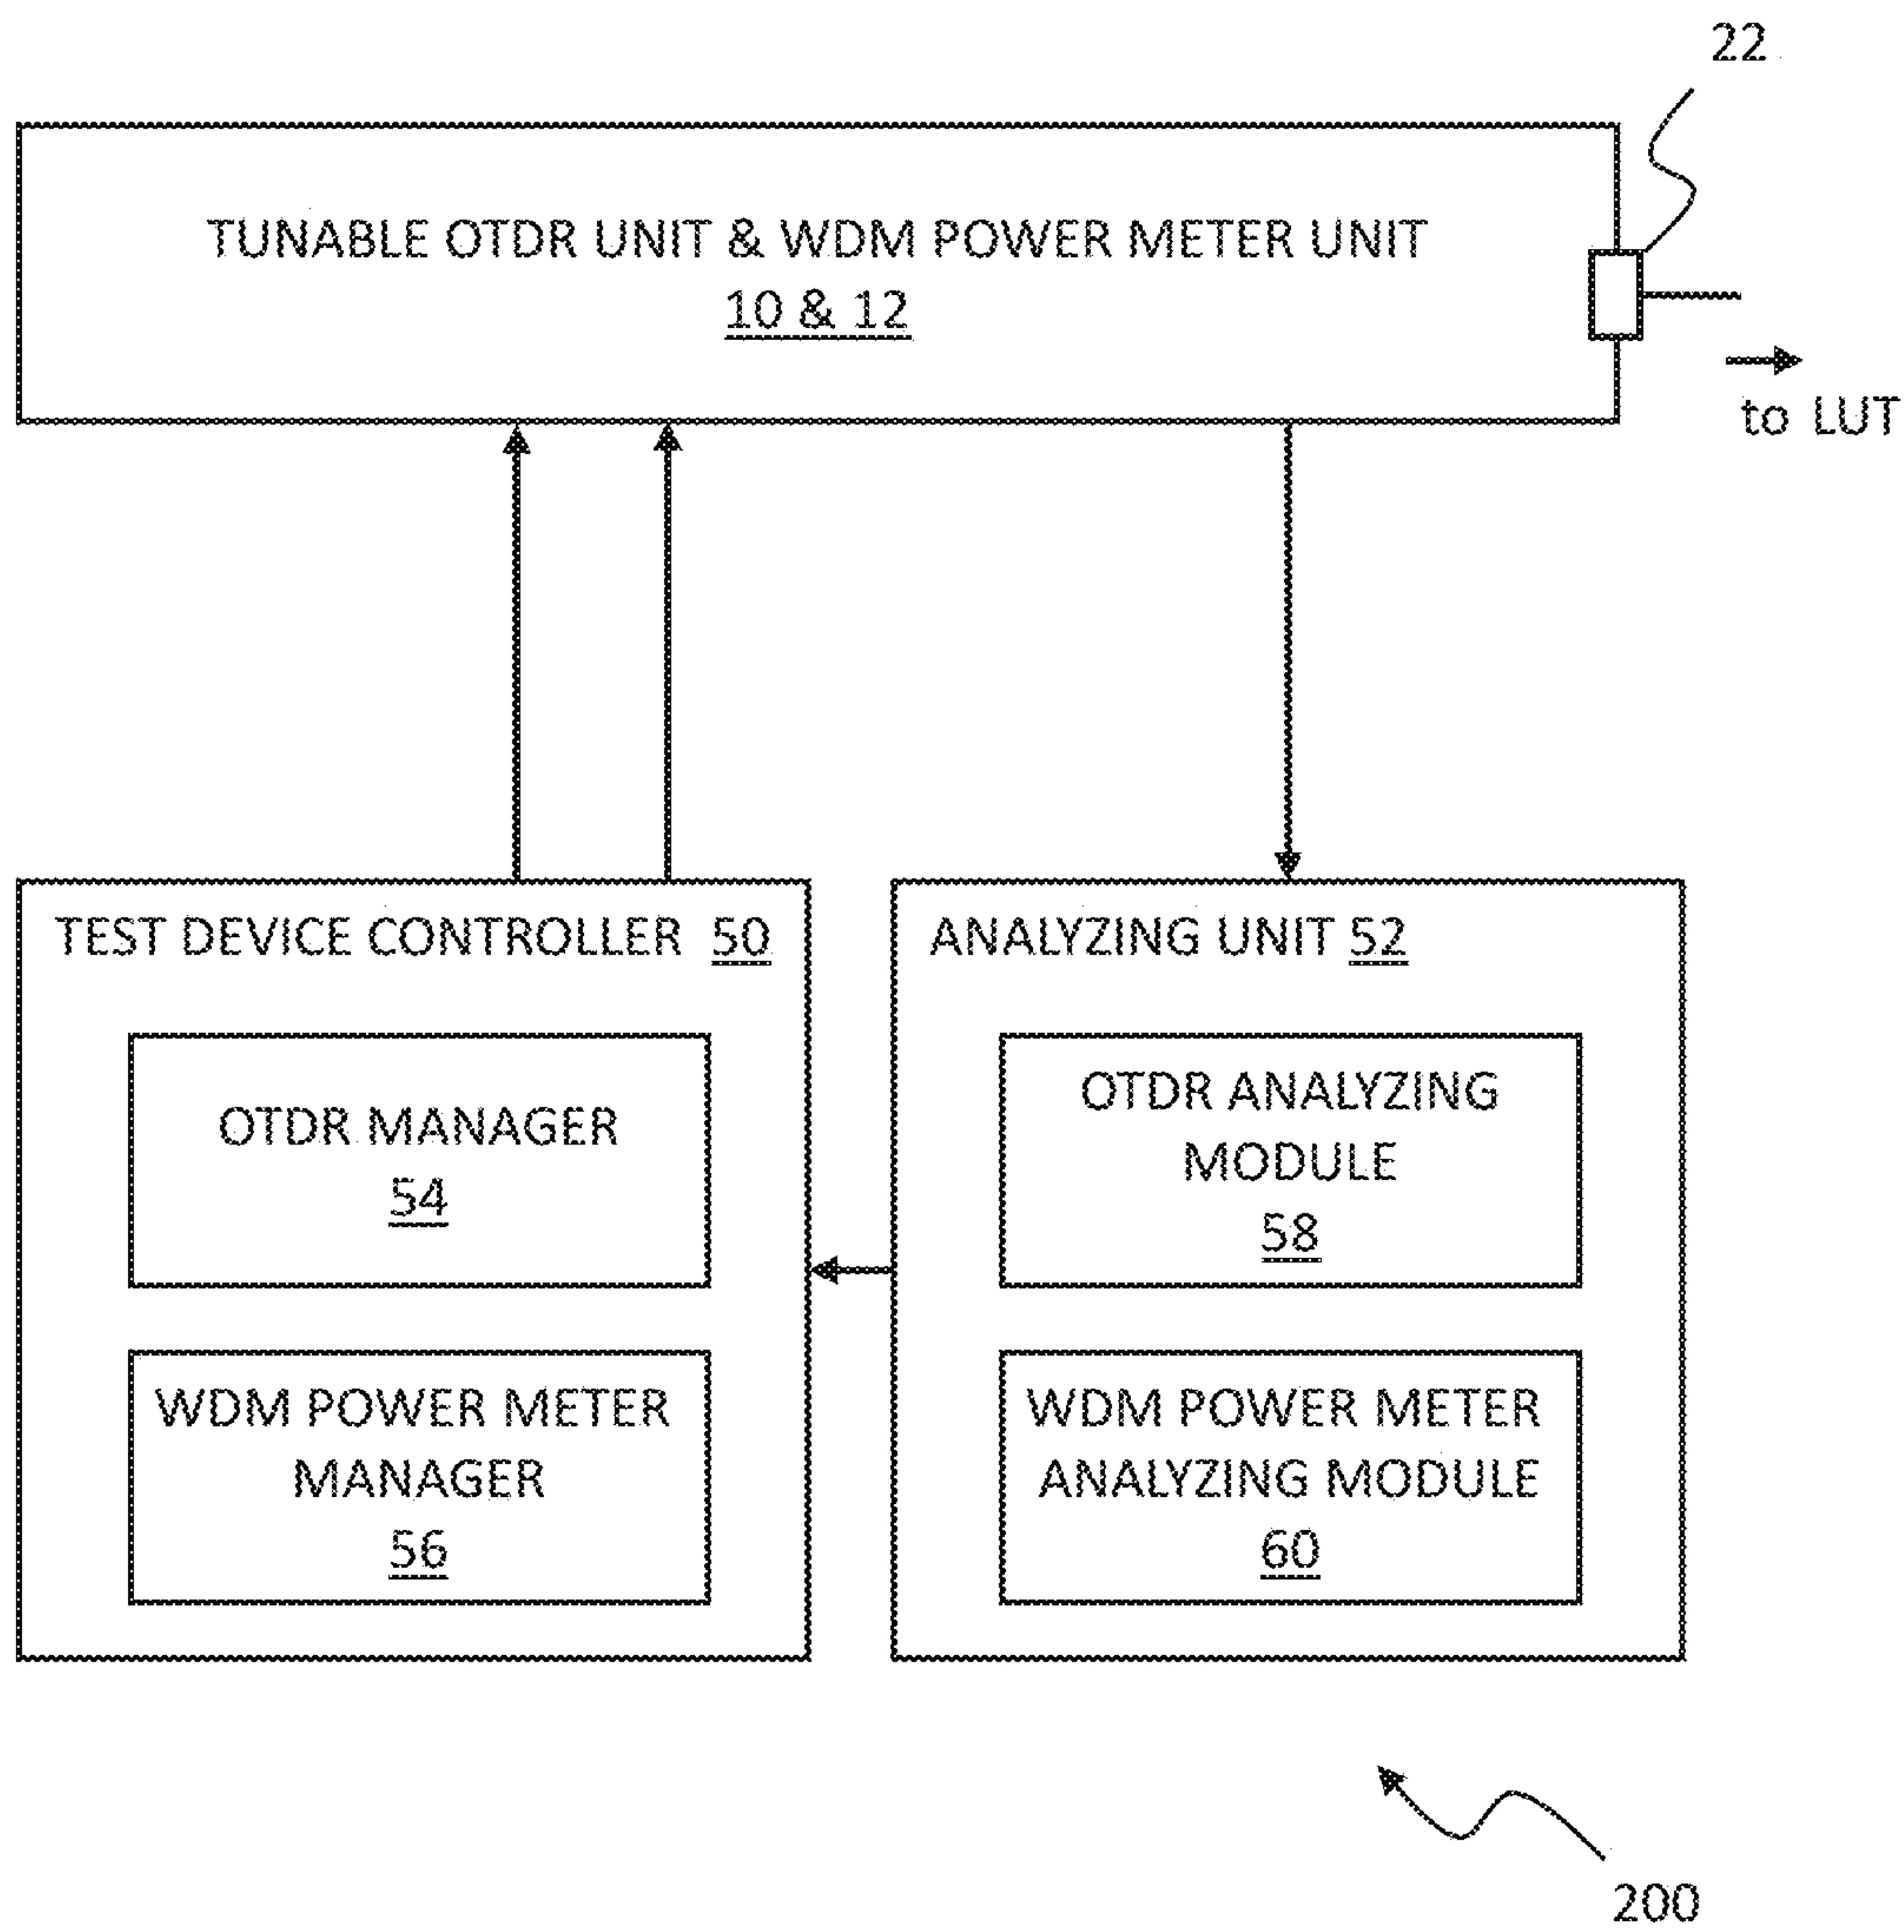 22
TUNABLE OTDR UNIT & WDM POWER METER UNIT
10 & 12
to LUT
TEST DEVICE CONTROLLER 50
OTDR MANAGER
54
WDM POWER METER
MANAGER
56
ANALYZING UNIT 52
OTDR ANALYZING
MODULE
58
WDM POWER METER
ANALYZING MODULE
60
200